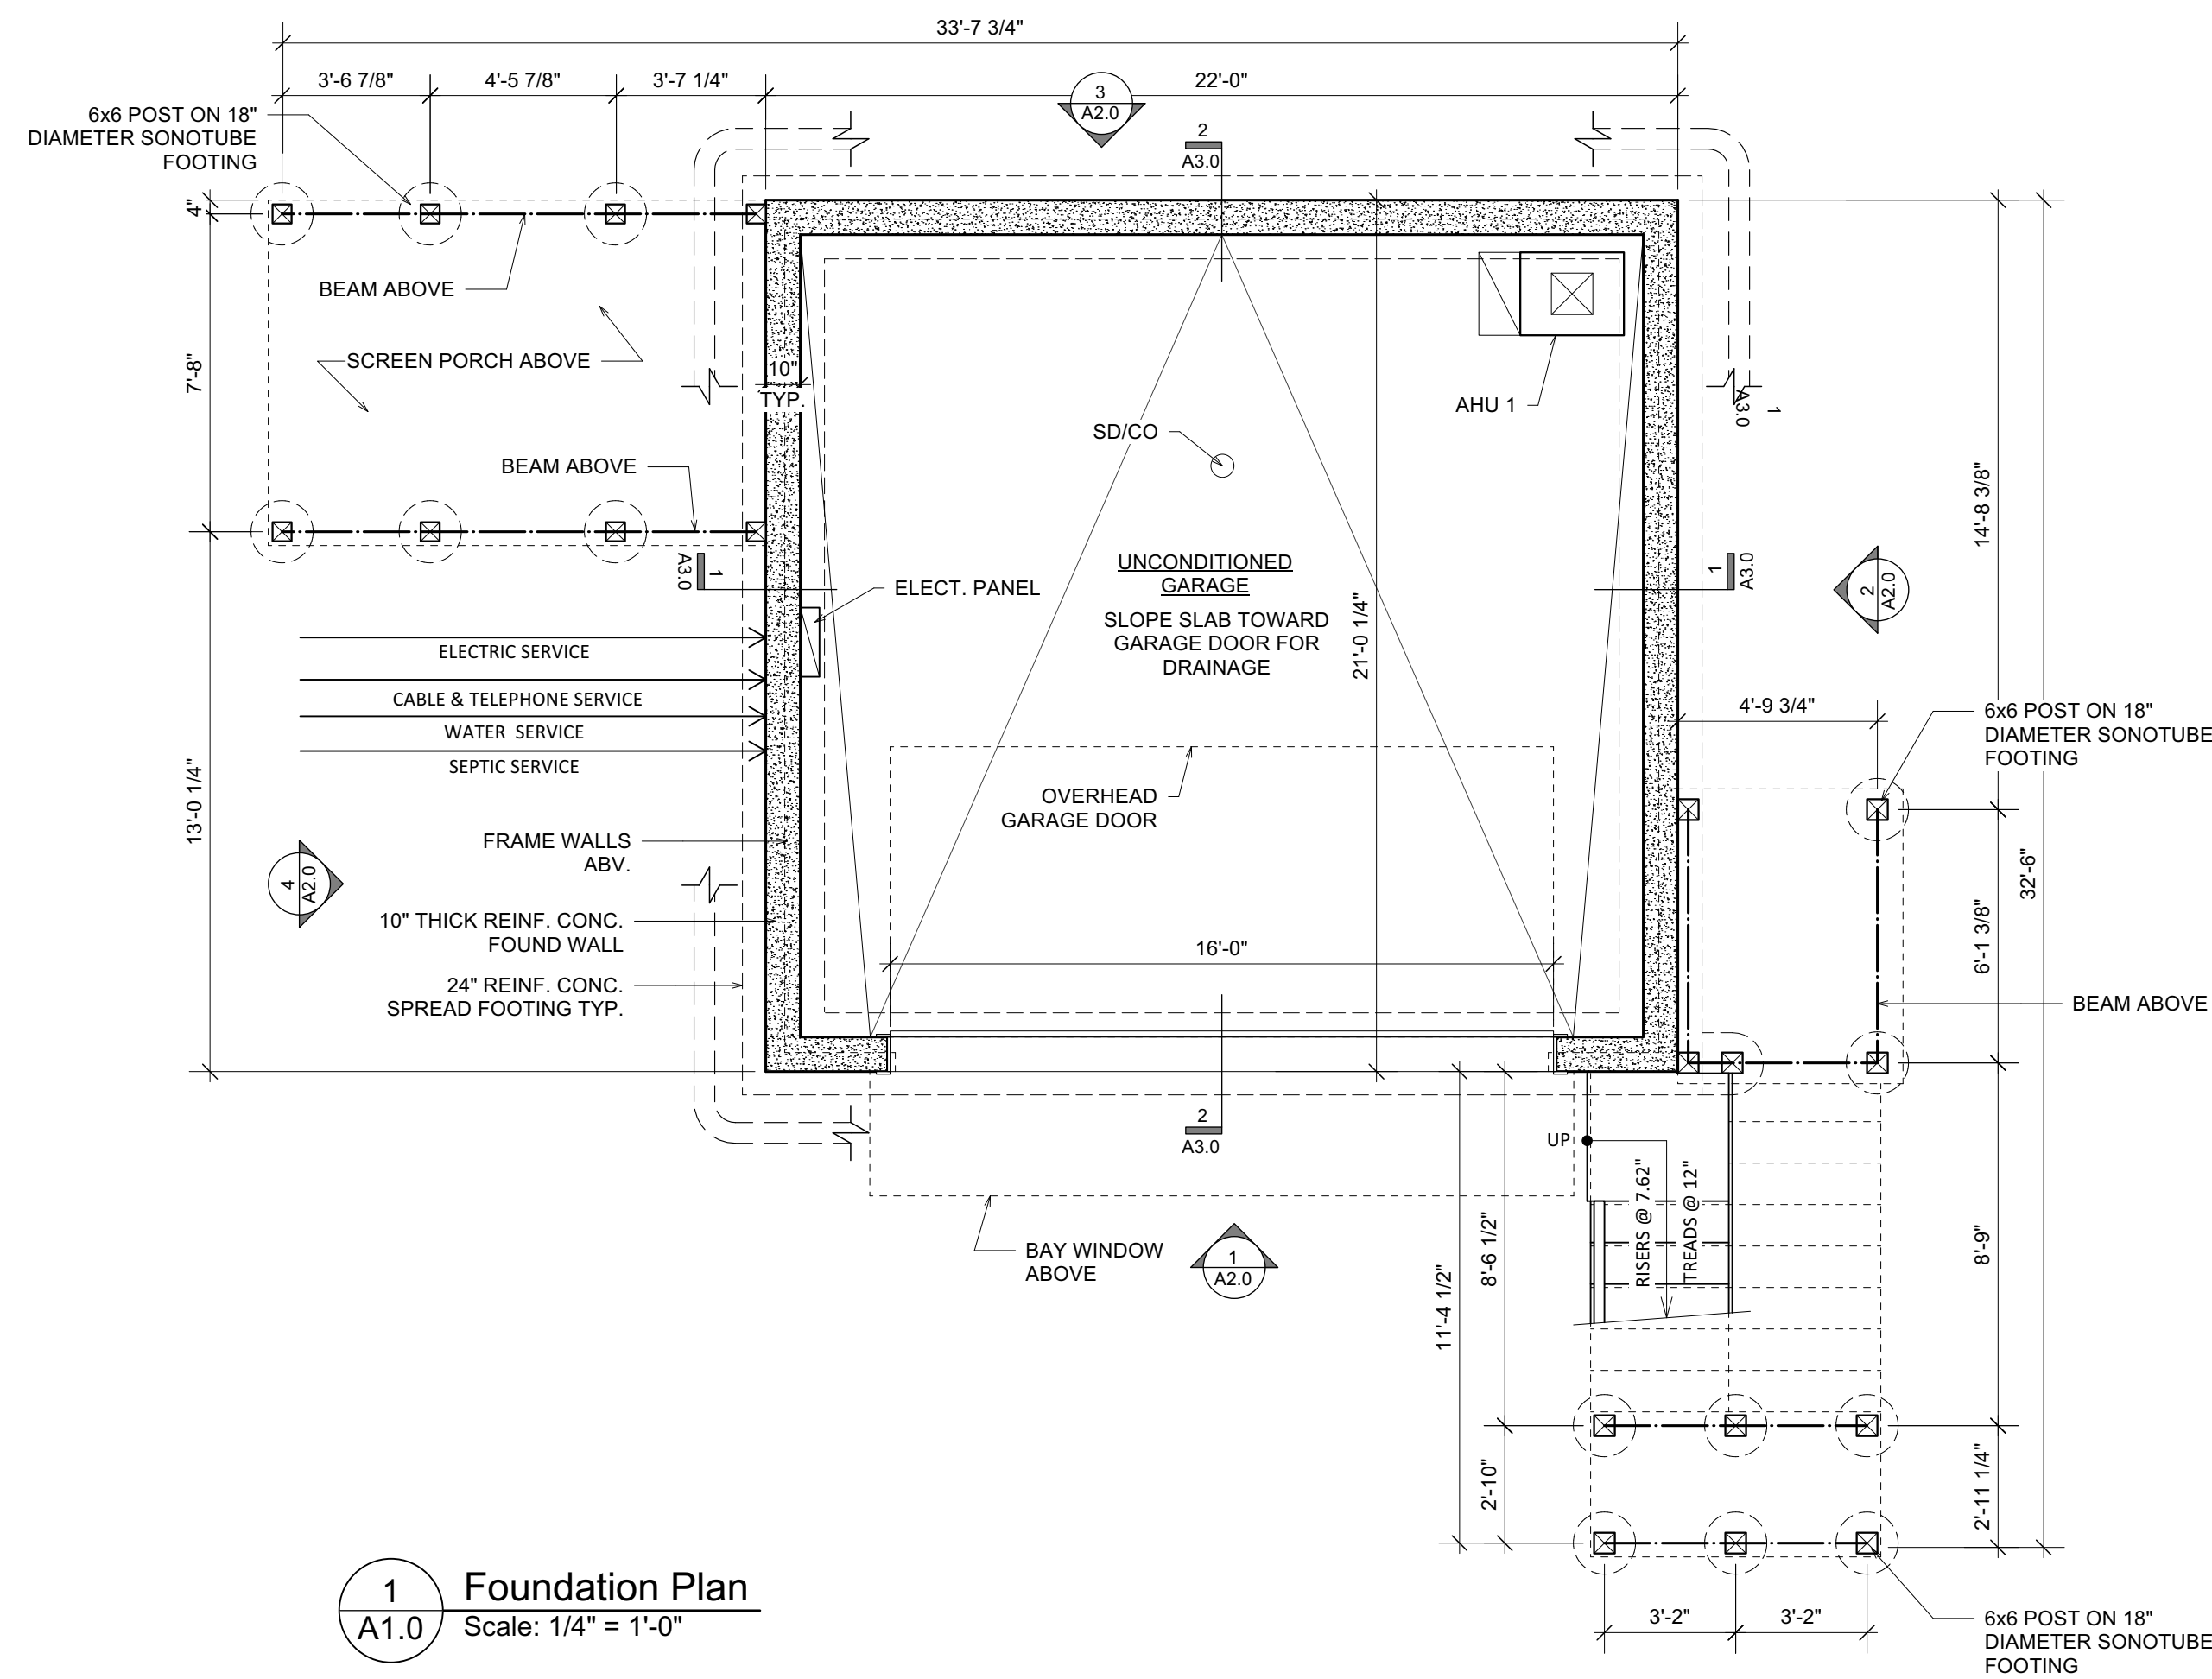 33'-7 3/4"
3'-6 7/8"
4'-5 7/8"
3'-7 1/4"
22'-0"
3
A2.0
6x6 POST ON 18"
DIAMETER SONOTUBE
FOOTING
2
A3.0
4"
BEAM ABOVE
7'-8"
SCREEN PORCH ABOVE
10"
TYP.
AHU 1
1
A3.0
SD/CO
BEAM ABOVE
14'-8 3/8"
1
A3.0
ELECT. PANEL
UNCONDITIONED
GARAGE
SLOPE SLAB TOWARD
GARAGE DOOR FOR
DRAINAGE
21'-0 1/4"
1
A3.0
2
A2.0
ELECTRIC SERVICE
CABLE & TELEPHONE SERVICE
WATER SERVICE
SEPTIC SERVICE
4'-9 3/4"
6x6 POST ON 18"
DIAMETER SONOTUBE
FOOTING
13'-0 1/4"
OVERHEAD
GARAGE DOOR
FRAME WALLS
ABV.
4
A2.0
32'-6"
10" THICK REINF. CONC.
FOUND WALL
16'-0"
6'-1 3/8"
24" REINF. CONC.
SPREAD FOOTING TYP.
BEAM ABOVE
2
A3.0
UP
RISERS @ 7.62"
TREADS @ 12"
BAY WINDOW
ABOVE
1
A2.0
11'-4 1/2"
8'-6 1/2"
8'-9"
2'-10"
2'-11 1/4"
1
A1.0
Foundation Plan
Scale: 1/4" = 1'-0"
3'-2"
3'-2"
6x6 POST ON 18"
DIAMETER SONOTUBE
FOOTING